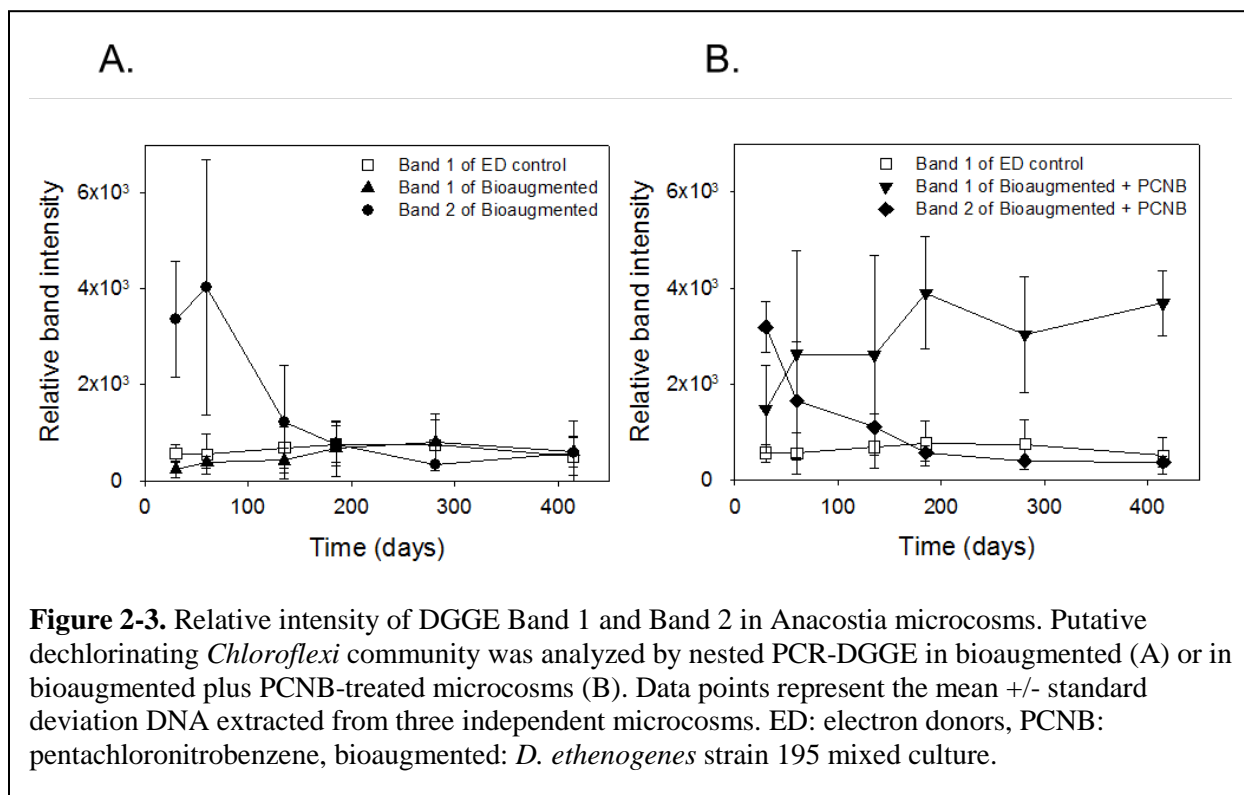 A.
B.
Relative band intensity
6x10³
4x10³
2x10³
0
Band 1 of ED control
Band 1 of Bioaugmented
Band 2 of Bioaugmented
0 100 200 300 400
Time (days)
Relative band intensity
6x10³
4x10³
2x10³
0
Band 1 of ED control
Band 1 of Bioaugmented + PCNB
Band 2 of Bioaugmented + PCNB
0 100 200 300 400
Time (days)
Figure 2-3. Relative intensity of DGGE Band 1 and Band 2 in Anacostia microcosms. Putative
dechlorinating Chloroflexi community was analyzed by nested PCR-DGGE in bioaugmented (A) or in
bioaugmented plus PCNB-treated microcosms (B). Data points represent the mean +/- standard
deviation DNA extracted from three independent microcosms. ED: electron donors, PCNB:
pentachloronitrobenzene, bioaugmented: D. ethenogenes strain 195 mixed culture.